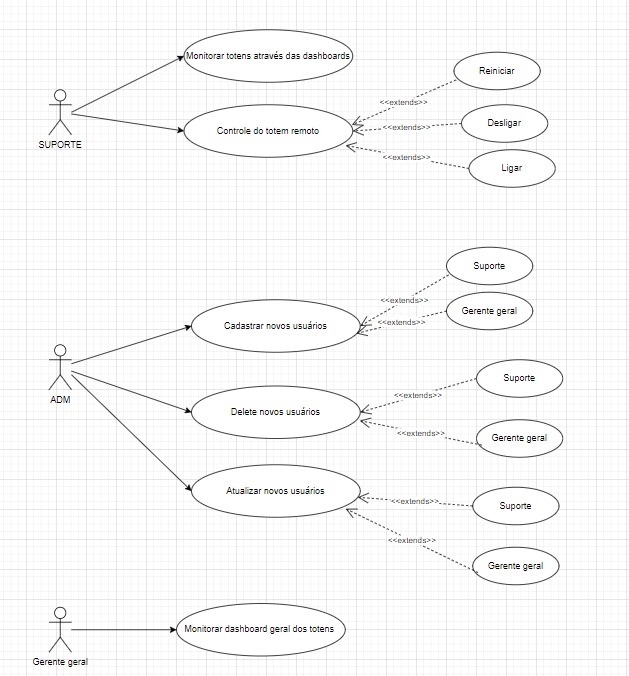 Monitorar totens através das dashboards
Reiniciar
<<extends>>
Desligar
Controle do totem remoto
<<extends>>
SUPORTE
<<extends>>
Ligar
Suporte
<<extends>>
Gerente geral
Cadastrar novos usuários
<<extends>>
Suporte
<<extends>>
ADM
Delete novos usuários
<<extends>>
Gerente geral
Atualizar novos usuários
<<extends>>
Suporte
<<extends>>
Gerente geral
Monitorar dashboard geral dos totens
Gerente geral